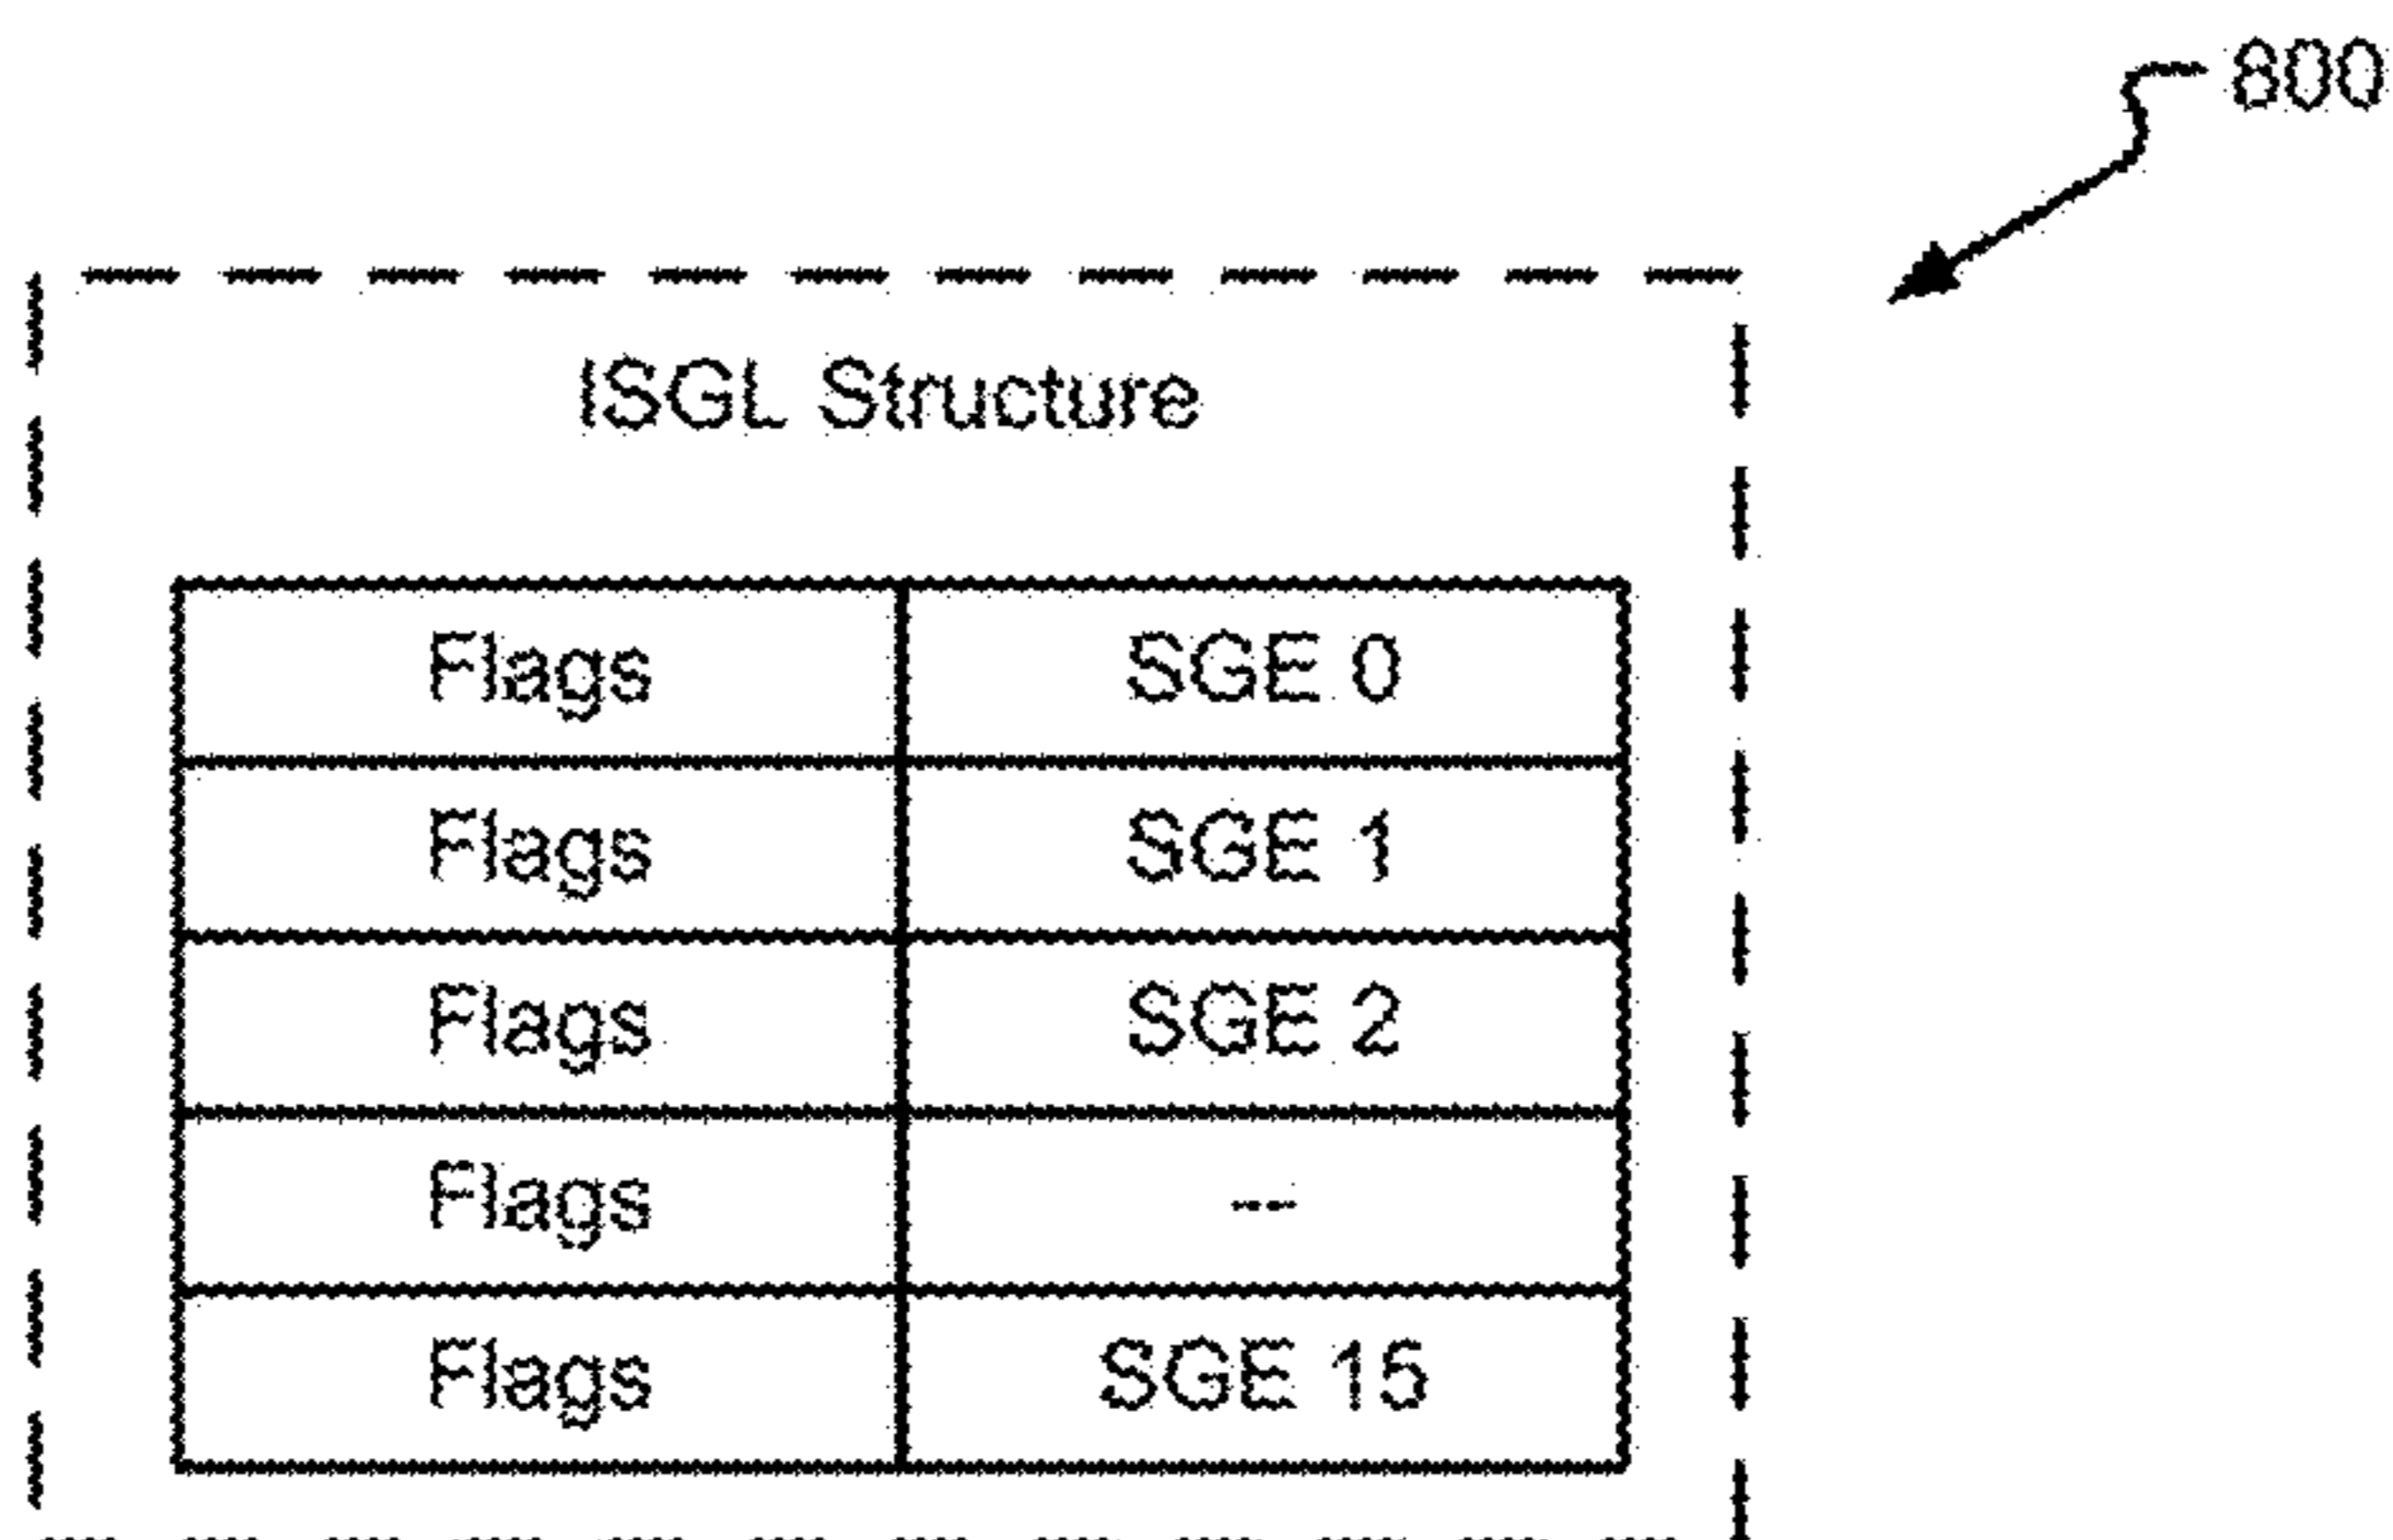 800
ISGL Structure
Flags SGE 0
Flags SGE 1
Flags SGE 2
Flags --
Flags SGE 15